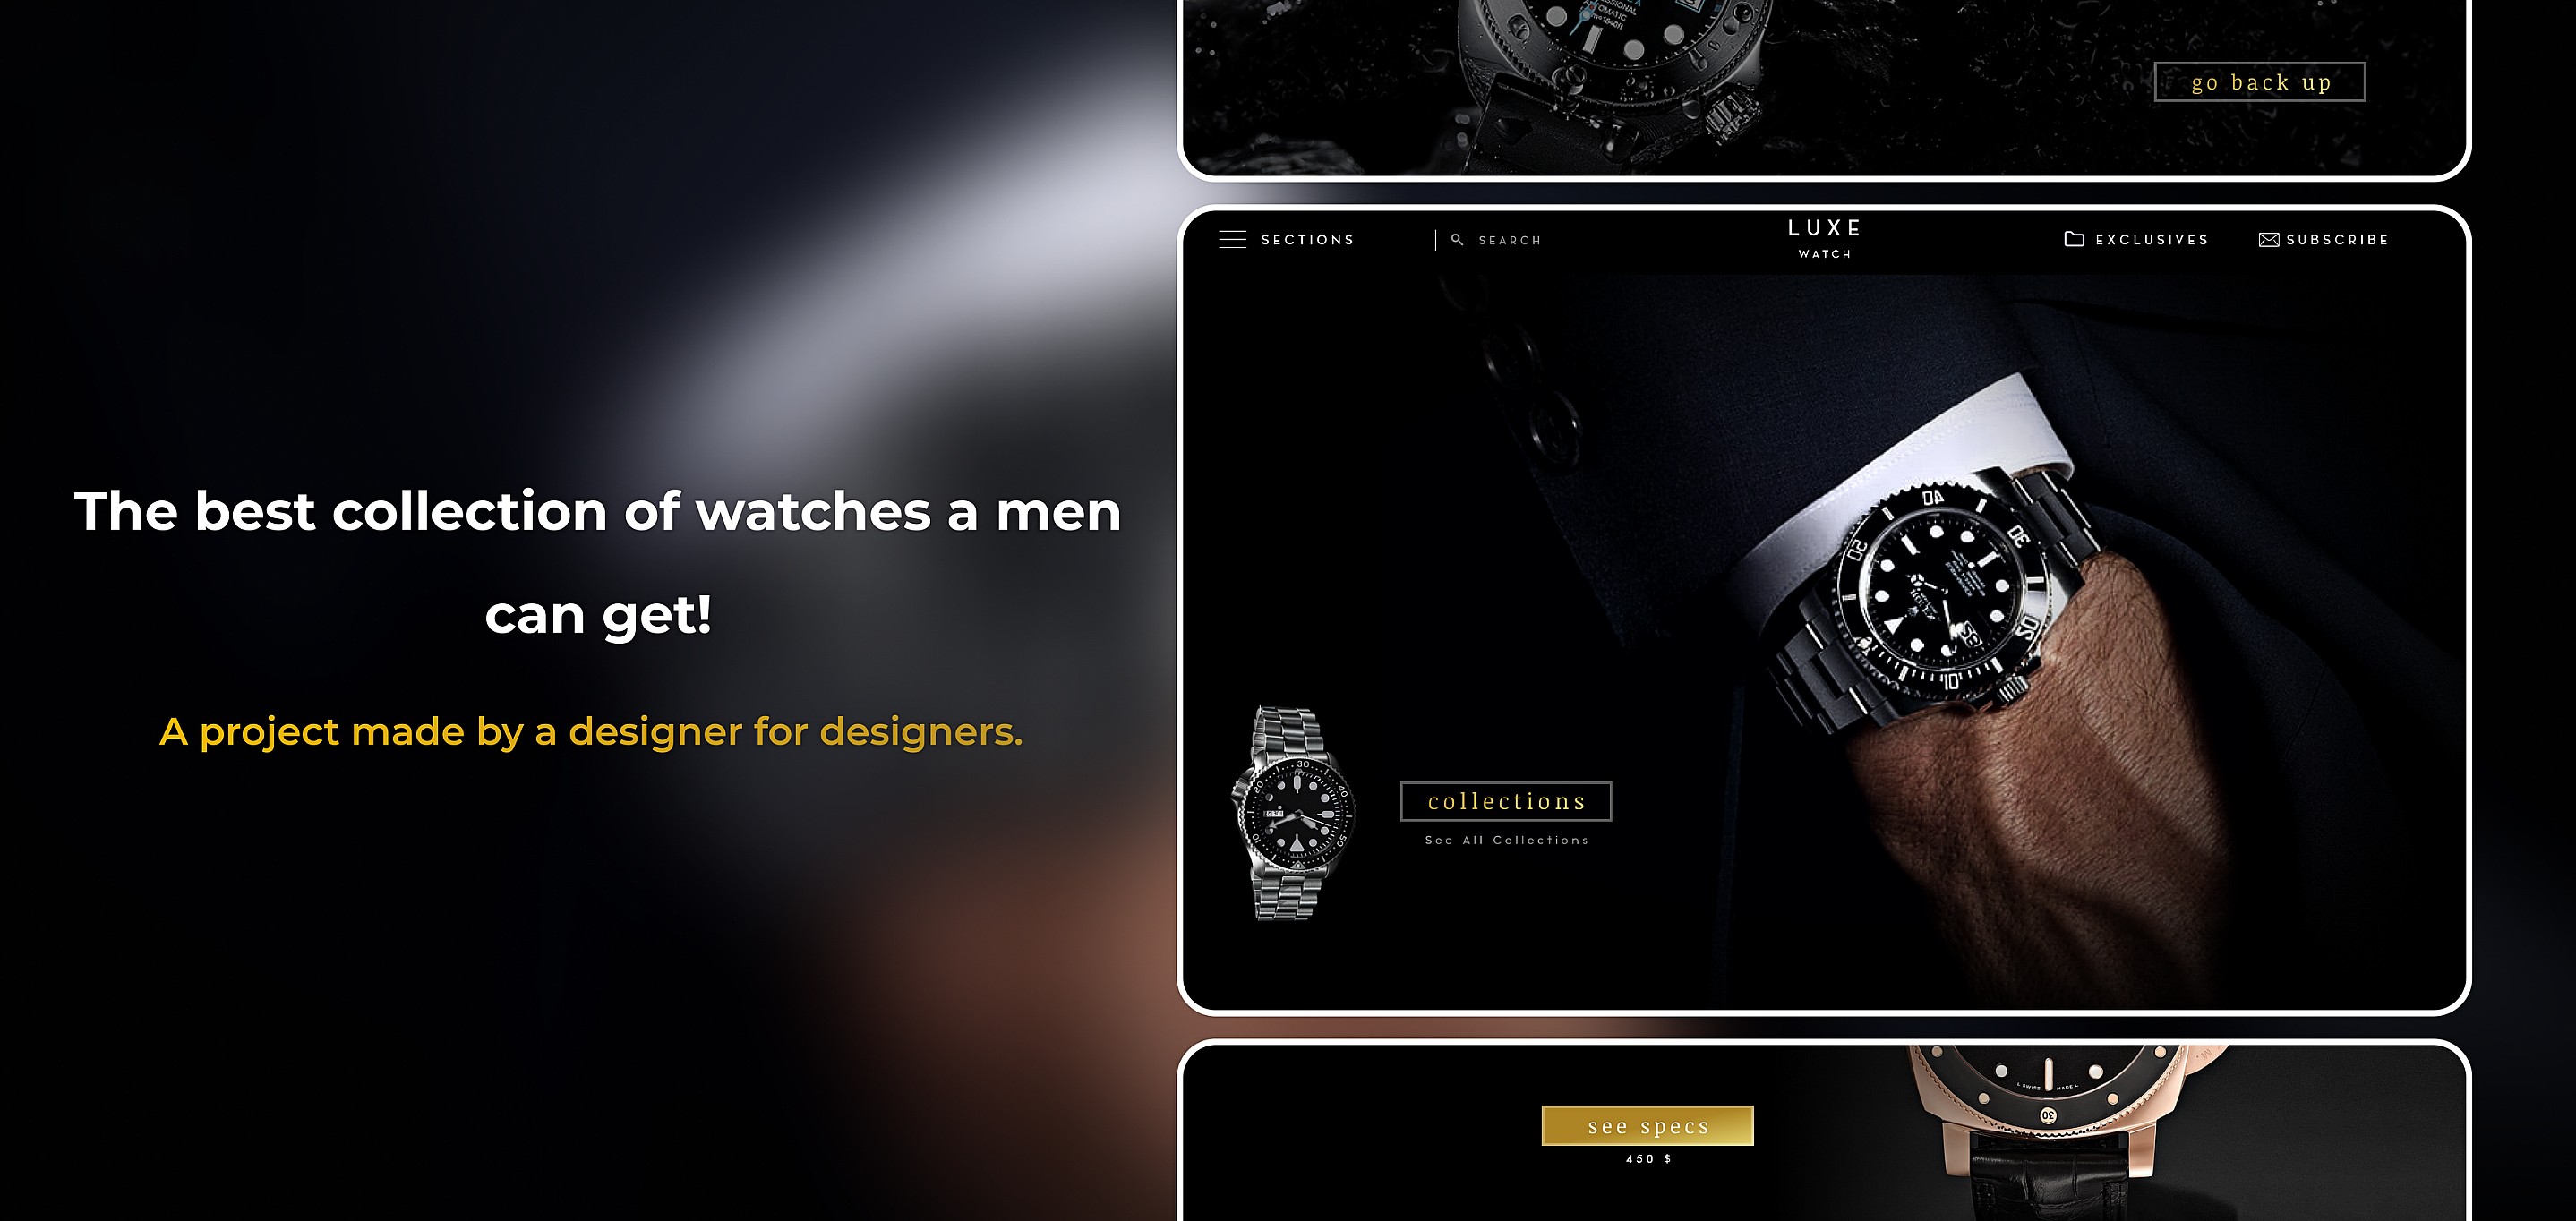 The best collection of watches a men
can get!
A project made by a designer for designers.
go back up
SECTIONS
SEARCH
LUXE
WATCH
EXCLUSIVES
SUBSCRIBE
collections
See All Collections
see specs
450 $